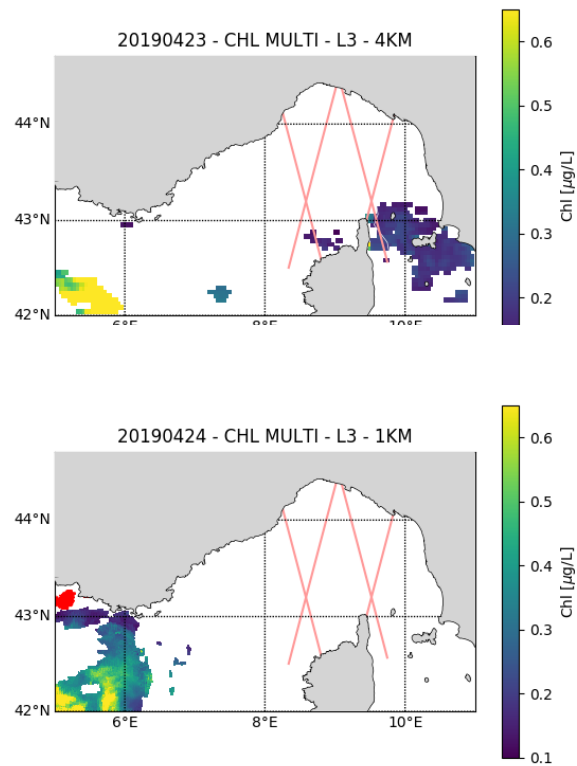 20190423 - CHL MULTI - L3 - 4KM
44°N
43°N
42°N
6°E
8°E
10°E
0.6
0.5
0.4
0.3
0.2
Chl [µg/L]
20190424 - CHL MULTI - L3 - 1KM
44°N
43°N
42°N
6°E
8°E
10°E
0.6
0.5
0.4
0.3
0.2
0.1
Chl [µg/L]